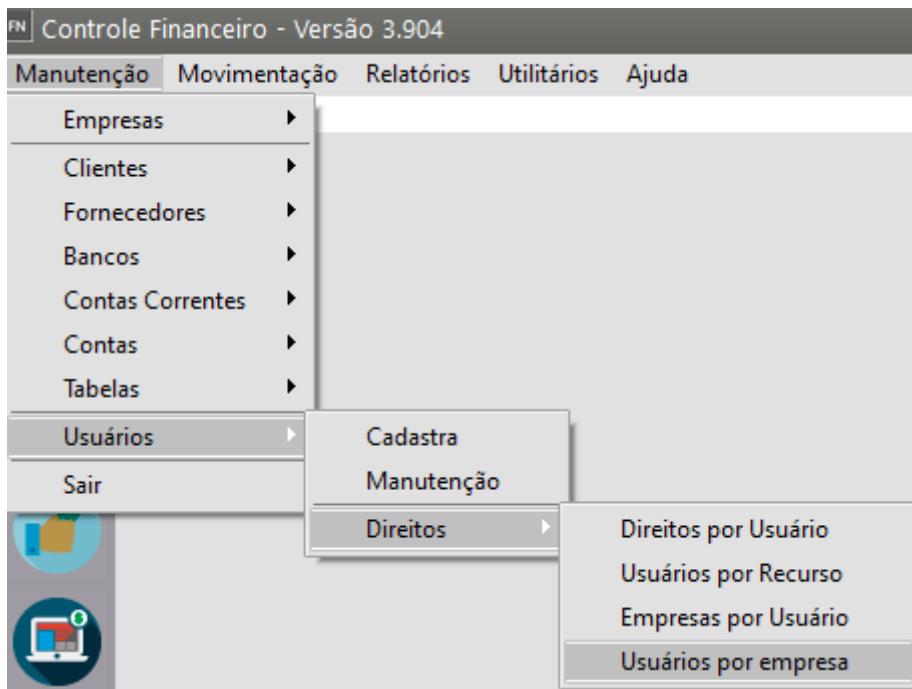 FN Controle Financeiro - Versão 3.904
Manutenção Movimentação Relatórios Utilitários Ajuda
Empresas
Clientes
Fornecedores
Bancos
Contas Correntes
Contas
Tabelas
Usuários
Sair
Cadastra
Manutenção
Direitos
Direitos por Usuário
Usuários por Recurso
Empresas por Usuário
Usuários por empresa